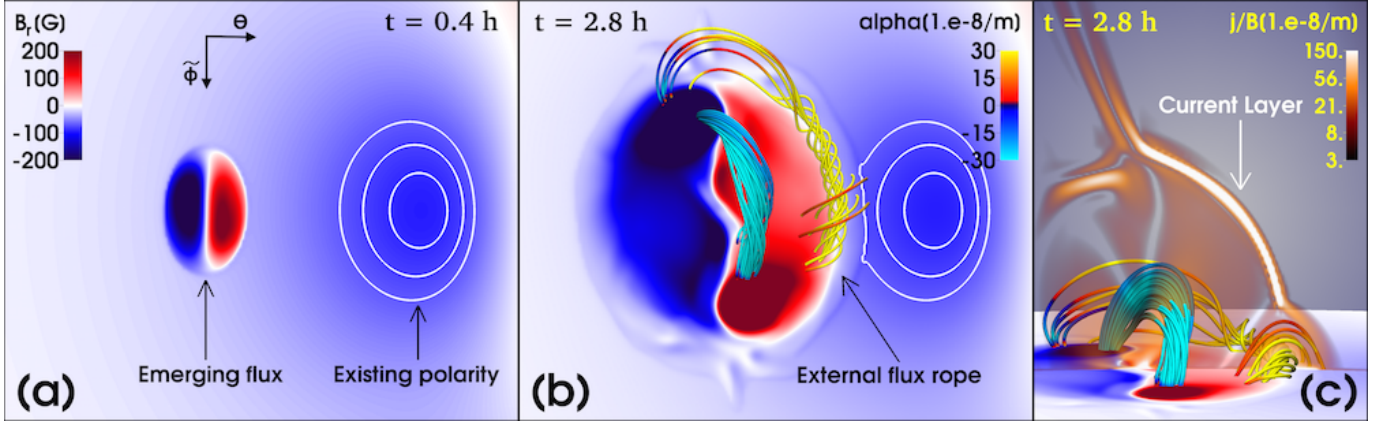 Bᵣ(G)
200
100
0
-100
-200
θ
ϕ̃
t = 0.4 h
Emerging flux
Existing polarity
(a)
t = 2.8 h
alpha(1.e-8/m)
30
15
0
-15
-30
External flux rope
(b)
t = 2.8 h
j/B(1.e-8/m)
150.
56.
21.
8.
3.
Current Layer
(c)